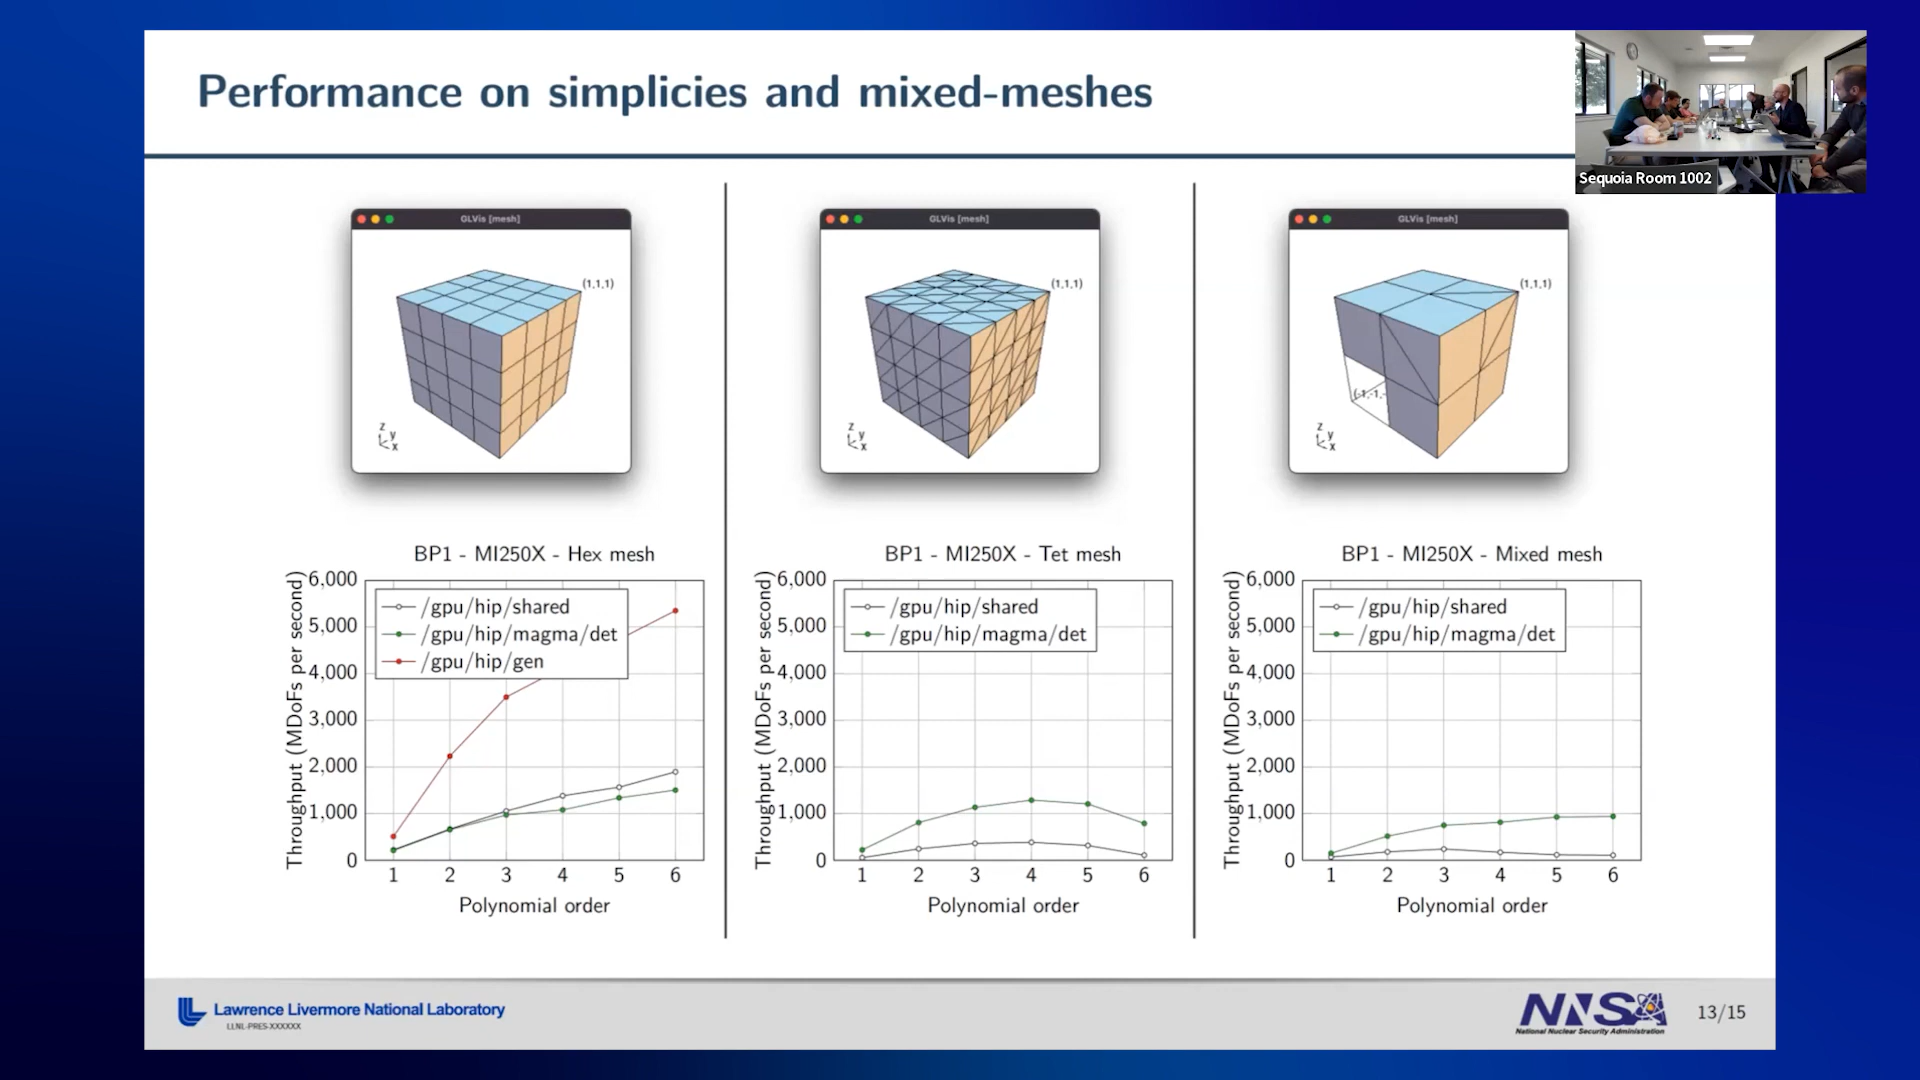 Performance on simplicies and mixed-meshes
Sequoia Room 1002
GLVis [mesh]
(1,1,1)
z
y
x
GLVis [mesh]
(1,1,1)
z
y
x
GLVis [mesh]
(1,1,1)
(-1,-1,-
z
y
x
BP1 - MI250X - Hex mesh
Throughput (MDoFs per second)
6,000
5,000
4,000
3,000
2,000
1,000
0
/gpu/hip/shared
/gpu/hip/magma/det
/gpu/hip/gen
1 2 3 4 5 6
Polynomial order
BP1 - MI250X - Tet mesh
Throughput (MDoFs per second)
6,000
5,000
4,000
3,000
2,000
1,000
0
/gpu/hip/shared
/gpu/hip/magma/det
1 2 3 4 5 6
Polynomial order
BP1 - MI250X - Mixed mesh
Throughput (MDoFs per second)
6,000
5,000
4,000
3,000
2,000
1,000
0
/gpu/hip/shared
/gpu/hip/magma/det
1 2 3 4 5 6
Polynomial order
Lawrence Livermore National Laboratory
LLNL-PRES-XXXXXX
NNSA
National Nuclear Security Administration
13/15